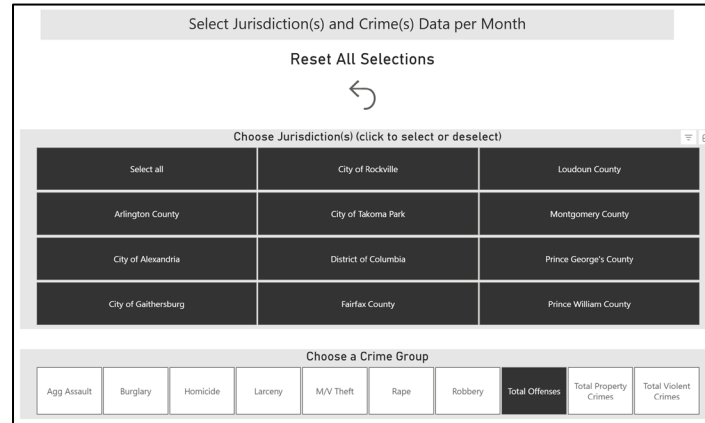 Select Jurisdiction(s) and Crime(s) Data per Month
Reset All Selections
Choose Jurisdiction(s) (click to select or deselect)
Select all
City of Rockville
Loudoun County
Arlington County
City of Takoma Park
Montgomery County
City of Alexandria
District of Columbia
Prince George's County
City of Gaithersburg
Fairfax County
Prince William County
Choose a Crime Group
Agg Assault
Burglary
Homicide
Larceny
M/V Theft
Rape
Robbery
Total Offenses
Total Property
Crimes
Total Violent
Crimes